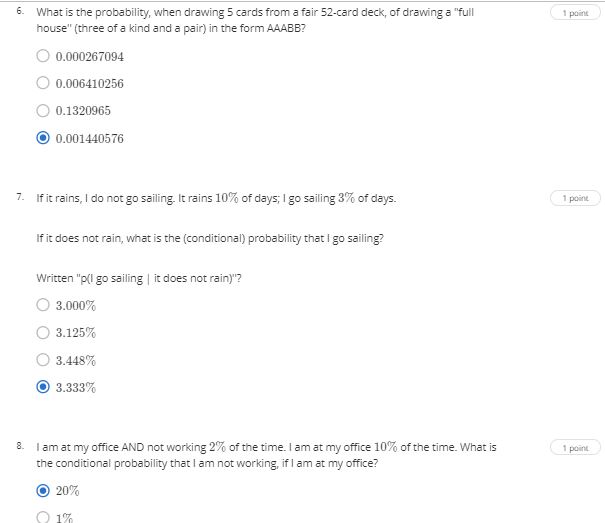 6. What is the probability, when drawing 5 cards from a fair 52-card deck, of drawing a "full
1 point
house" (three of a kind and a pair) in the form AAABB?
0.000267094
0.006410256
0.1320965
0.001440576
7. If it rains, I do not go sailing. It rains 10% of days; I go sailing 3% of days.
1 point
If it does not rain, what is the (conditional) probability that I go sailing?
Written "p(I go sailing | it does not rain)"?
3.000%
3.125%
3.448%
3.333%
8. I am at my office AND not working 2% of the time. I am at my office 10% of the time. What is
1 point
the conditional probability that I am not working, if I am at my office?
20%
1%